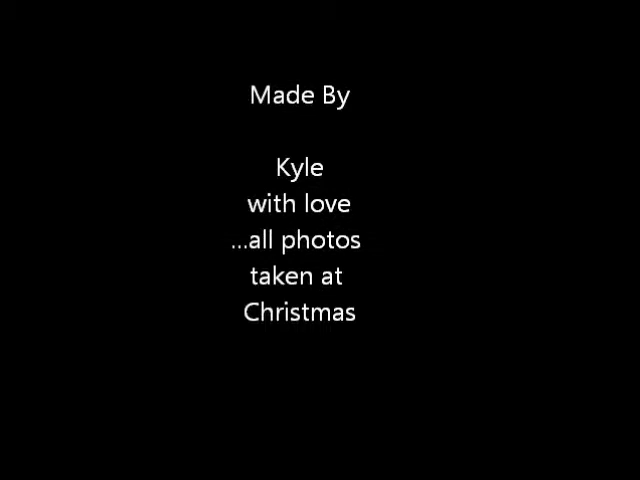 Made By
Kyle
with love
...all photos
taken at
Christmas